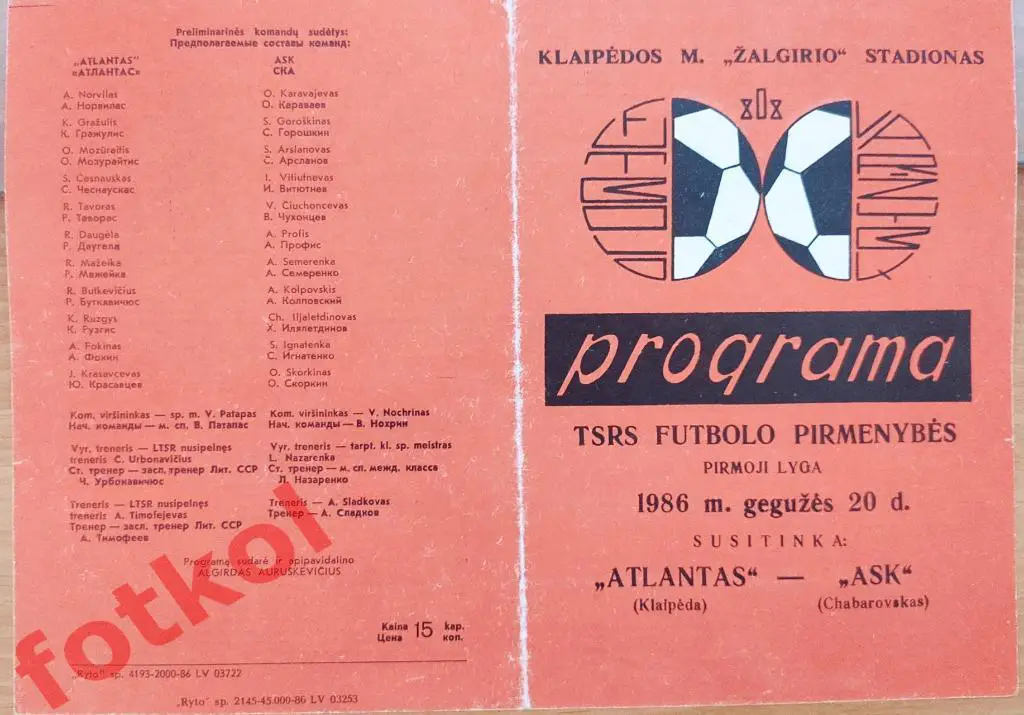 Preliminarinės komandų sudėtys:
Предполагаемые составы команд:
„ATLANTAS"
«АТЛАНТАС»
A. Norvilas
А. Норвилас
K. Gražulis
К. Гражулис
O. Mozūraitis
О. Мозурайтис
S. Česnauskas
С. Чеснаускас
R. Tavoras
Р. Таворас
R. Daugėla
Р. Даугела
R. Mažeika
Р. Мажейка
R. Butkevičius
Р. Буткявичюс
K. Ruzgys
К. Рузгис
A. Fokinas
А. Фокин
J. Krasavcevas
Ю. Красавцев
ASK
СКА
O. Karavajevas
О. Караваев
S. Goroškinas
С. Горошкин
S. Arslanovas
С. Арсланов
I. Vitiutnevas
И. Витютнев
V. Čiuchoncevas
В. Чухонцев
A. Profis
А. Профис
A. Semerenka
А. Семеренко
A. Kolpovskis
А. Колповский
Ch. Iljaletdinovas
Х. Иляпетдинов
S. Ignatenka
С. Игнатенко
O. Skorkinas
О. Скоркин
Kom. viršininkas — sp. m. V. Patapas
Нач. команды — м. сп. В. Патапас
Vyr. treneris — LTSR nusipelnęs
treneris Č. Urbonavičius
Ст. тренер — засл. тренер Лит. ССР
Ч. Урбонавичюс
Treneris — LTSR nusipelnęs
treneris A. Timofejevas
Тренер — засл. тренер Лит. ССР
А. Тимофеев
Kom. viršininkas — V. Nochrinas
Нач. команды — В. Нохрин
Vyr. treneris — tarpt. kl. sp. meistras
L. Nazarenka
Ст. тренер — м. сп. межд. класса
Л. Назаренко
Treneris — A. Sladkovas
Тренер — А. Сладков
Programą sudarė ir apipavidalino
ALGIRDAS AURUŠKEVIČIUS
Kaina 15 kap.
Цена коп.
„Ryto" sp. 4193-2000-86 LV 03722
„Ryto" sp. 2145-45.000-86 LV 03253
fotkol
KLAIPĖDOS M. „ŽALGIRIO" STADIONAS
programa
TSRS FUTBOLO PIRMENYBĖS
PIRMOJI LYGA
1986 m. gegužės 20 d.
SUSITINKA:
„ATLANTAS" — „ASK"
(Klaipėda) (Chabarovskas)